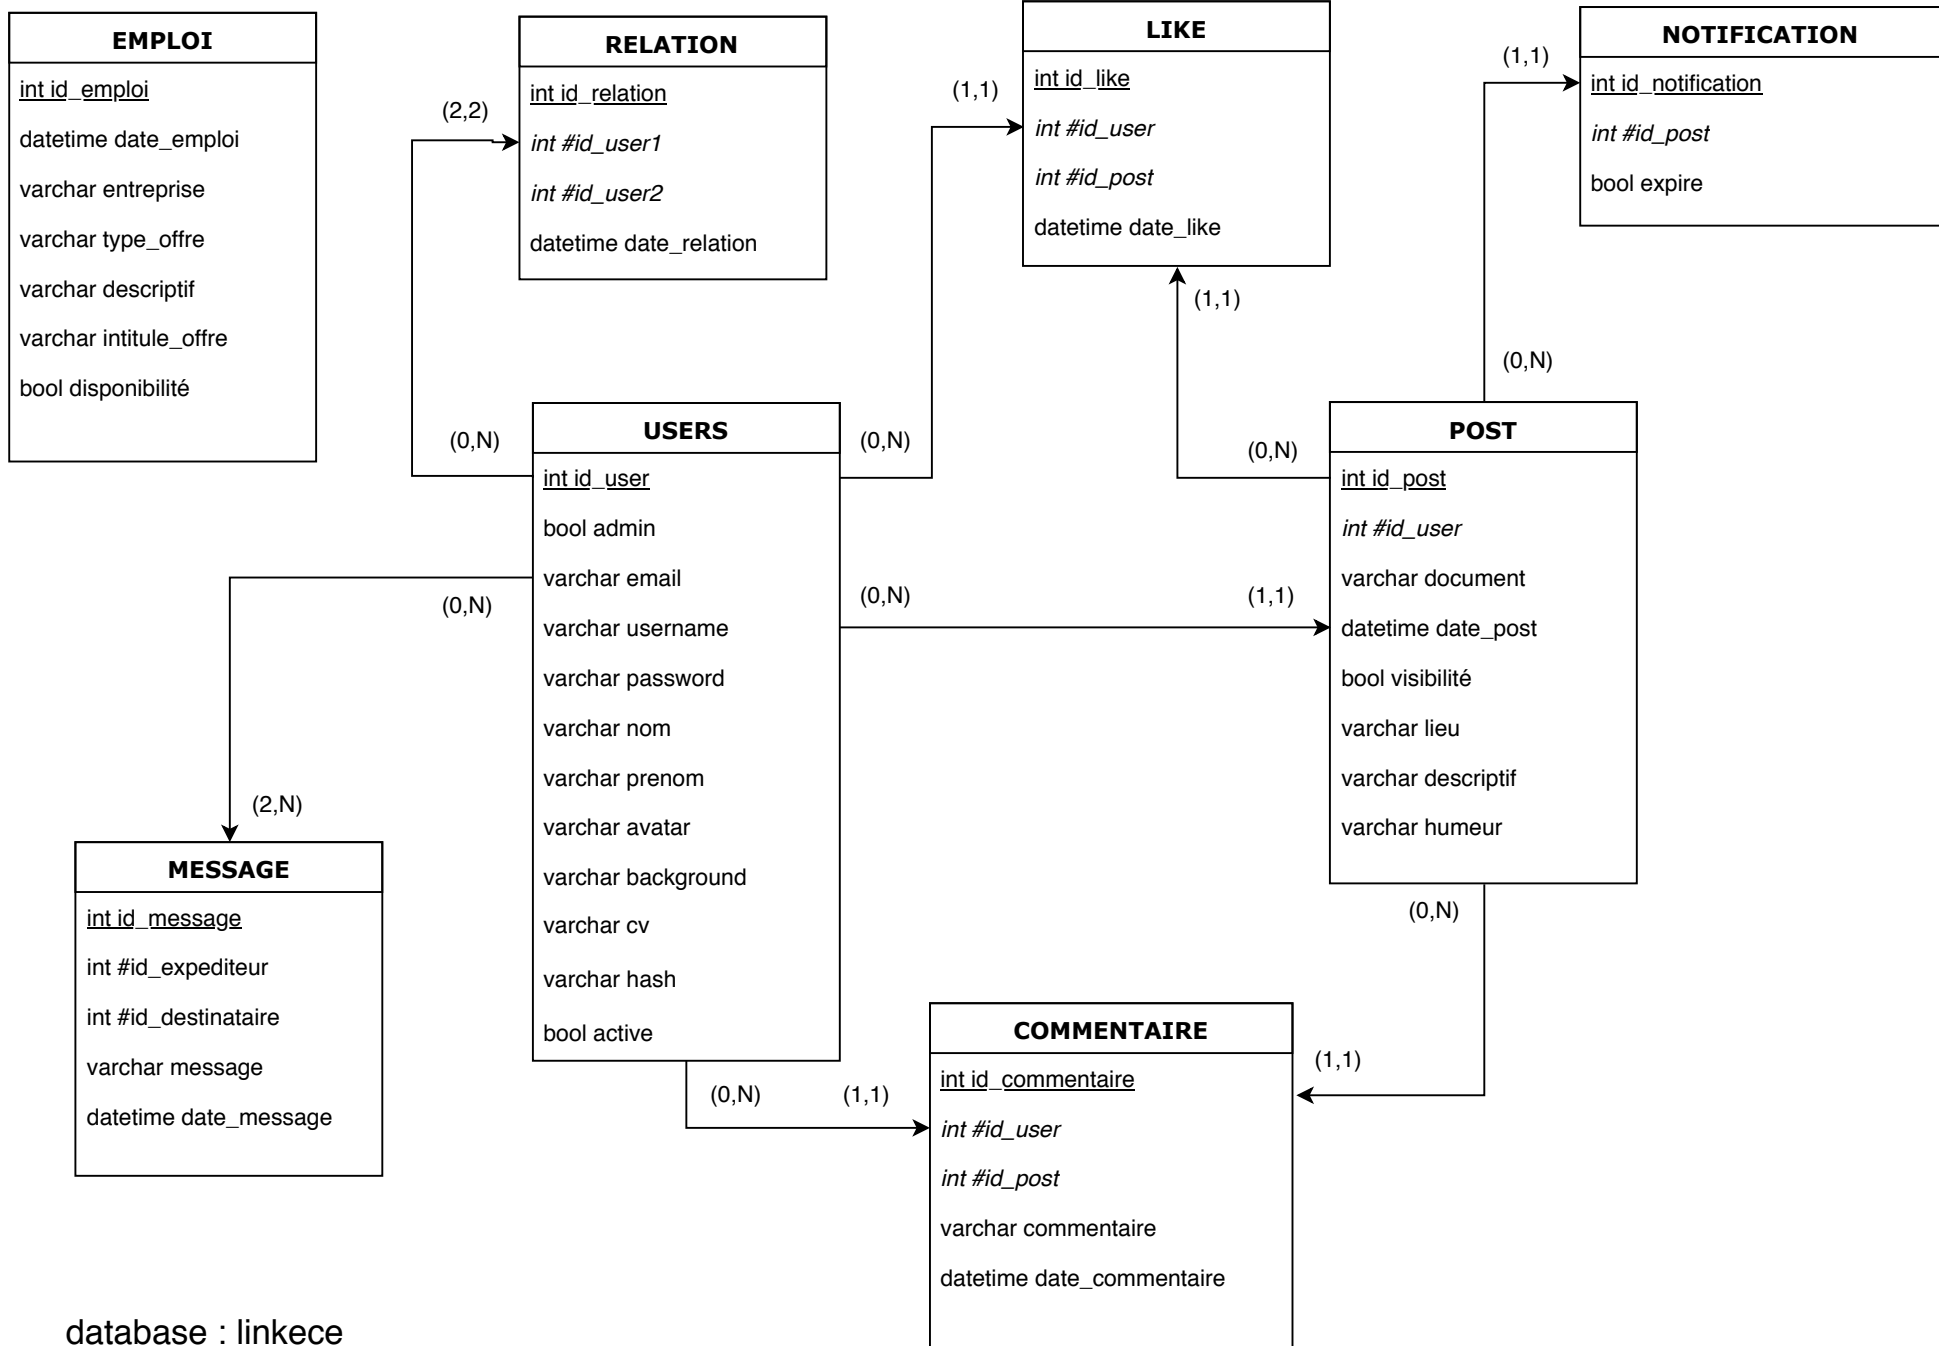 EMPLOI
int id_emploi
datetime date_emploi
varchar entreprise
varchar type_offre
varchar descriptif
varchar intitule_offre
bool disponibilité
RELATION
int id_relation
int #id_user1
int #id_user2
datetime date_relation
(2,2)
(0,N)
LIKE
int id_like
int #id_user
int #id_post
datetime date_like
(1,1)
(0,N)
(1,1)
(0,N)
NOTIFICATION
int id_notification
int #id_post
bool expire
(1,1)
(0,N)
USERS
int id_user
bool admin
varchar email
varchar username
varchar password
varchar nom
varchar prenom
varchar avatar
varchar background
varchar cv
varchar hash
bool active
(0,N)
(1,1)
POST
int id_post
int #id_user
varchar document
datetime date_post
bool visibilité
varchar lieu
varchar descriptif
varchar humeur
(0,N)
(2,N)
MESSAGE
int id_message
int #id_expediteur
int #id_destinataire
varchar message
datetime date_message
(0,N)
(1,1)
COMMENTAIRE
int id_commentaire
int #id_user
int #id_post
varchar commentaire
datetime date_commentaire
(0,N)
(1,1)
database : linkece